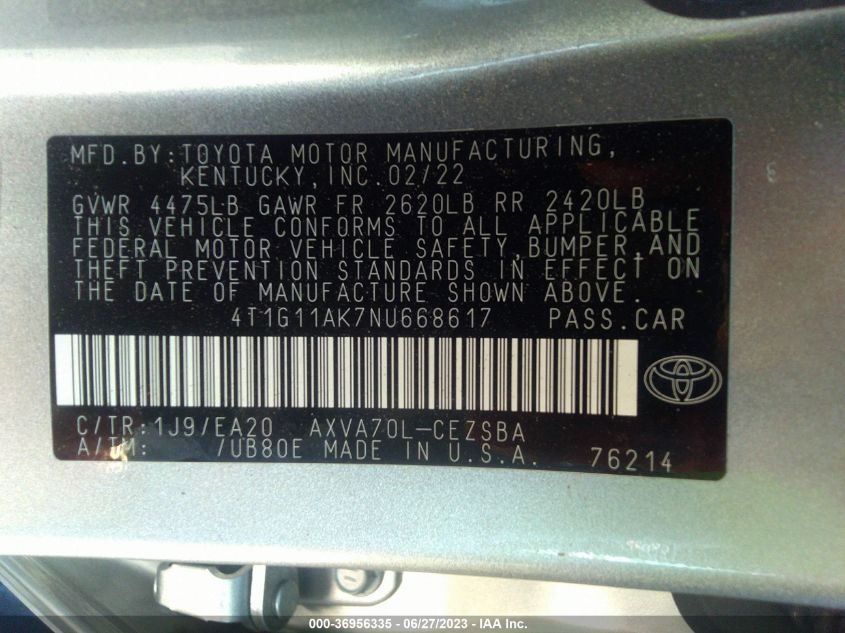 MFD.BY:TOYOTA MOTOR MANUFACTURING,
KENTUCKY,INC.02/22
GVWR 4475LB GAWR FR 2620LB RR 2420LB
THIS VEHICLE CONFORMS TO ALL APPLICABLE
FEDERAL MOTOR VEHICLE SAFETY,BUMPER,AND
THEFT PREVENTION STANDARDS IN EFFECT ON
THE DATE OF MANUFACTURE SHOWN ABOVE.
4T1G11AK7NU668617 PASS.CAR
C/TR:1J9/EA20 AXVA70L-CEZSBA
A/TM: /UB80E MADE IN U.S.A. 76214
000-36956335 - 06/27/2023 - IAA Inc.